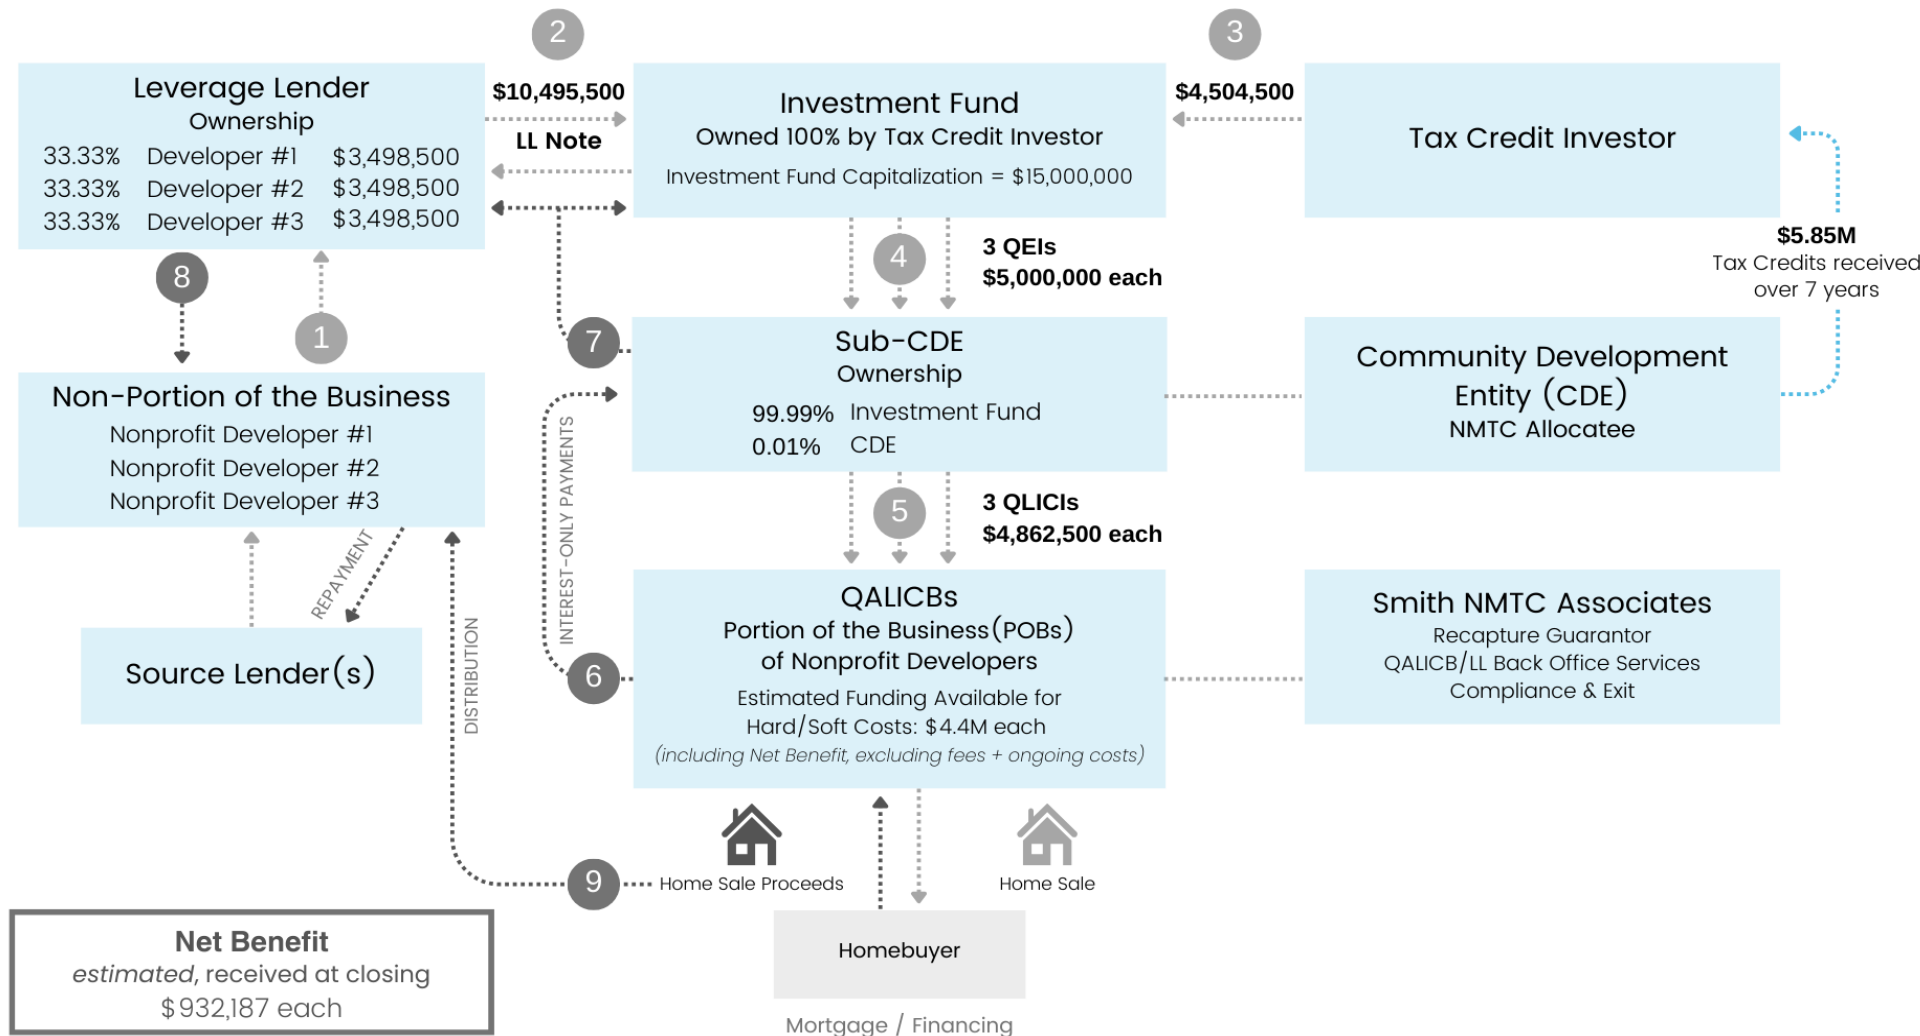 2
3
Leverage Lender
Ownership
33.33% Developer #1 $3,498,500
33.33% Developer #2 $3,498,500
33.33% Developer #3 $3,498,500
$10,495,500
LL Note
Investment Fund
Owned 100% by Tax Credit Investor
Investment Fund Capitalization = $15,000,000
$4,504,500
Tax Credit Investor
$5.85M
Tax Credits received
over 7 years
8
1
4
3 QEIs
$5,000,000 each
7
Sub-CDE
Ownership
99.99% Investment Fund
0.01% CDE
Community Development
Entity (CDE)
NMTC Allocatee
Non-Portion of the Business
Nonprofit Developer #1
Nonprofit Developer #2
Nonprofit Developer #3
REPAYMENT
Source Lender(s)
DISTRIBUTION
INTEREST-ONLY PAYMENTS
5
3 QLICIs
$4,862,500 each
6
QALICBs
Portion of the Business(POBs)
of Nonprofit Developers
Estimated Funding Available for
Hard/Soft Costs: $4.4M each
(including Net Benefit, excluding fees + ongoing costs)
Smith NMTC Associates
Recapture Guarantor
QALICB/LL Back Office Services
Compliance & Exit
9
Home Sale Proceeds
Home Sale
Homebuyer
Mortgage / Financing
Net Benefit
estimated, received at closing
$932,187 each